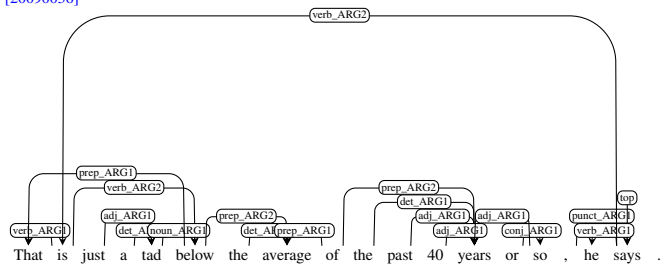 [20090030]
verb_ARG2
prep_ARG1
verb_ARG2
prep_ARG2
det_ARG1
top
adj_ARG1 prep_ARG2 adj_ARG1 adj_ARG1 punct_ARG1
verb_ARG1 det_A noun_ARG1 det_A prep_ARG1 adj_ARG1 conj_ARG1 verb_ARG1
That is just a tad below the average of the past 40 years or so , he says .